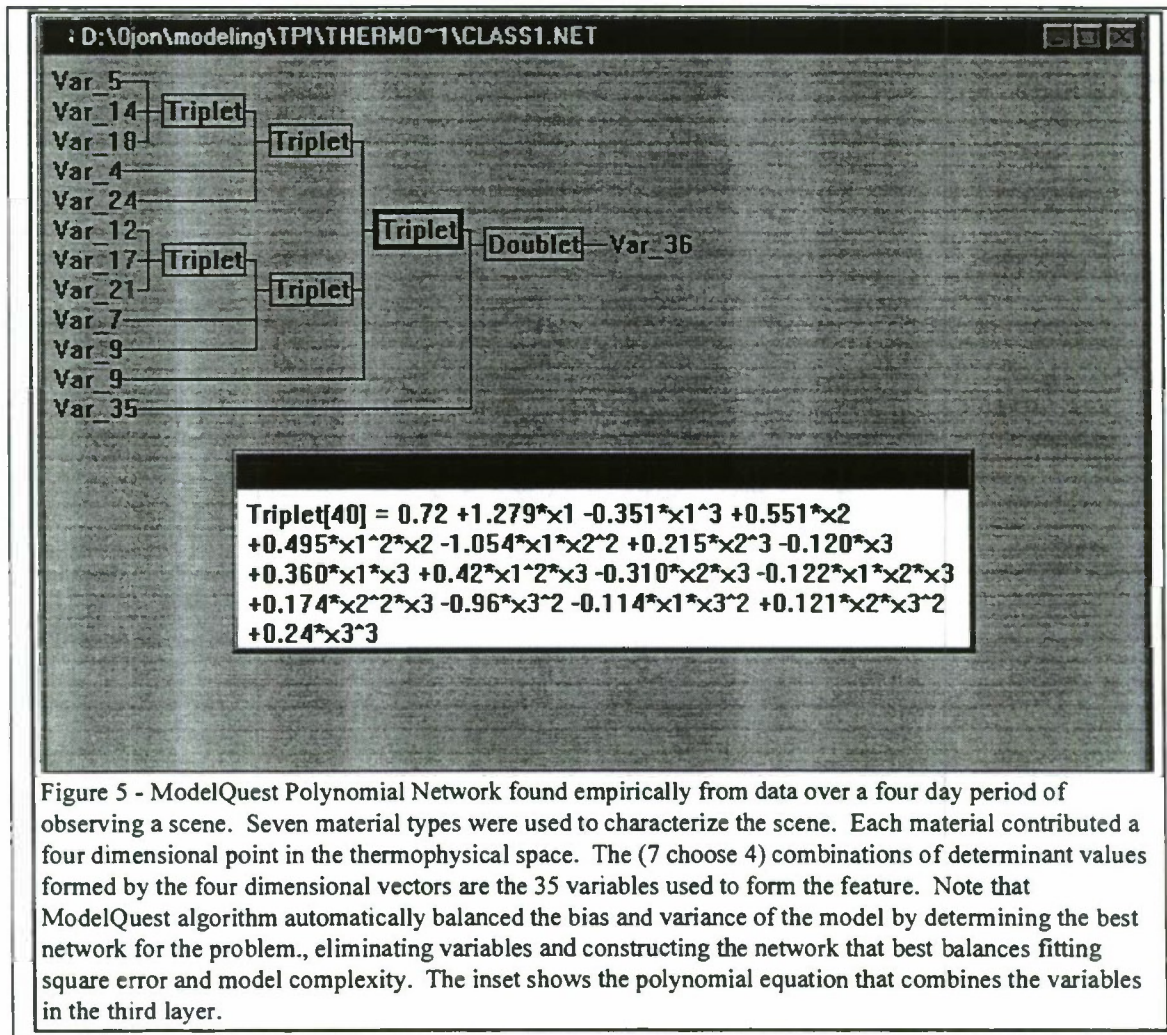 D:\0jon\modeling\TPI\THERMO~1\CLASS1.NET
Var_5
Var_14
Triplet
Var_18
Triplet
Var_4
Var_24
Var_12
Triplet
Doublet
Var_36
Var_17
Triplet
Var_21
Triplet
Var_7
Var_9
Var_9
Var_35
Triplet[40] = 0.72 +1.279*x1 -0.351*x1^3 +0.551*x2
+0.495*x1^2*x2 -1.054*x1*x2^2 +0.215*x2^3 -0.120*x3
+0.360*x1*x3 +0.42*x1^2*x3 -0.310*x2*x3 -0.122*x1*x2*x3
+0.174*x2^2*x3 -0.96*x3^2 -0.114*x1*x3^2 +0.121*x2*x3^2
+0.24*x3^3
Figure 5 - ModelQuest Polynomial Network found empirically from data over a four day period of
observing a scene. Seven material types were used to characterize the scene. Each material contributed a
four dimensional point in the thermophysical space. The (7 choose 4) combinations of determinant values
formed by the four dimensional vectors are the 35 variables used to form the feature. Note that
ModelQuest algorithm automatically balanced the bias and variance of the model by determining the best
network for the problem., eliminating variables and constructing the network that best balances fitting
square error and model complexity. The inset shows the polynomial equation that combines the variables
in the third layer.